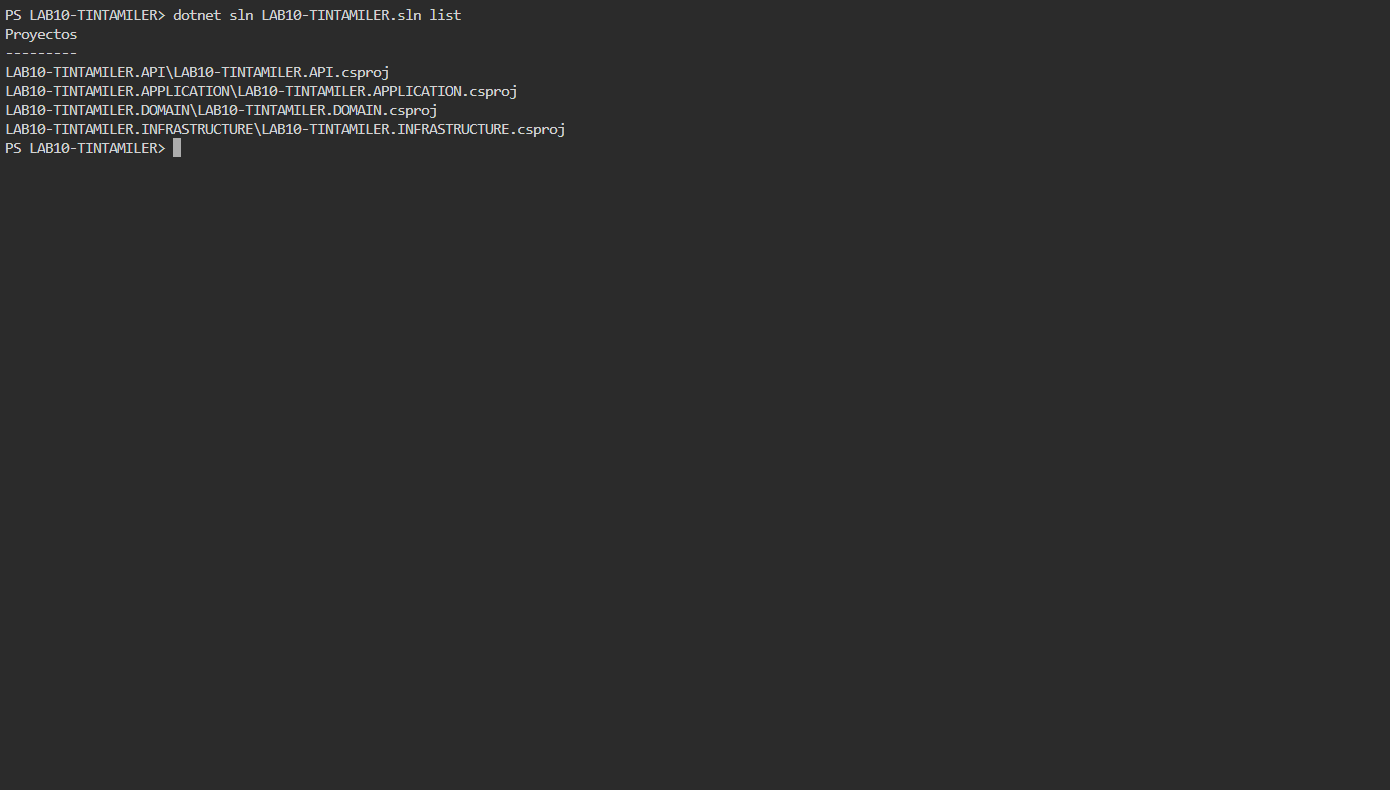 PS LAB10-TINTAMILER> dotnet sln LAB10-TINTAMILER.sln list
Proyectos
---------
LAB10-TINTAMILER.API\LAB10-TINTAMILER.API.csproj
LAB10-TINTAMILER.APPLICATION\LAB10-TINTAMILER.APPLICATION.csproj
LAB10-TINTAMILER.DOMAIN\LAB10-TINTAMILER.DOMAIN.csproj
LAB10-TINTAMILER.INFRASTRUCTURE\LAB10-TINTAMILER.INFRASTRUCTURE.csproj
PS LAB10-TINTAMILER>